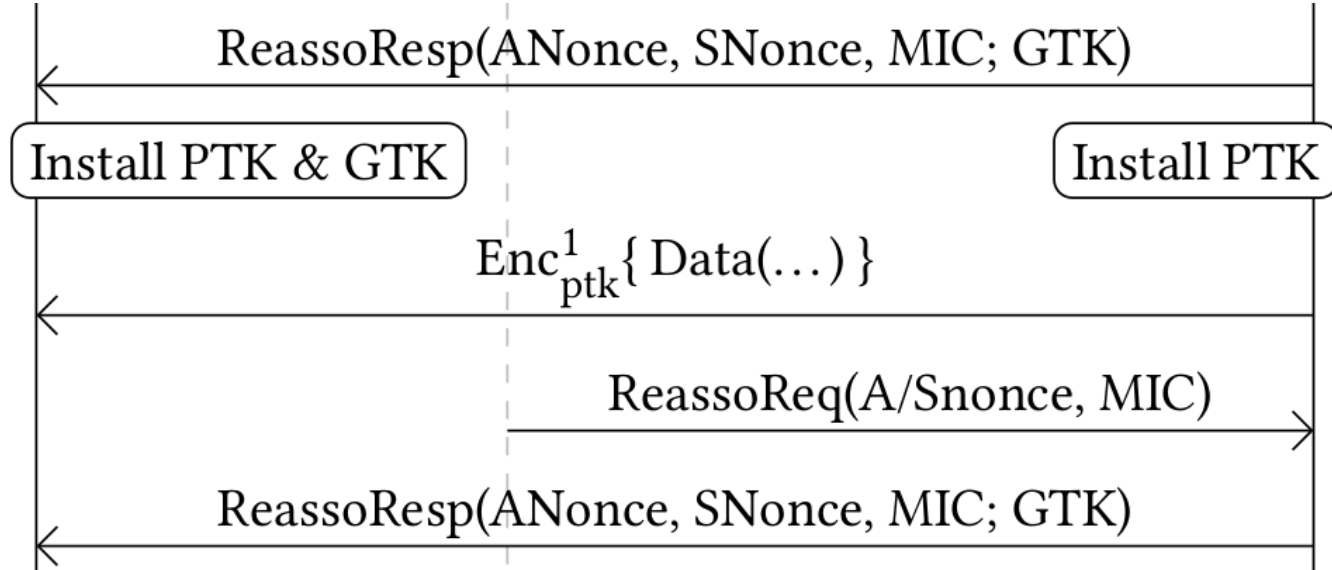 ReassoResp(ANonce, SNonce, MIC; GTK)
Install PTK & GTK
Install PTK
Enc¹ₚₜₖ{ Data(…) }
ReassoReq(A/Snonce, MIC)
ReassoResp(ANonce, SNonce, MIC; GTK)